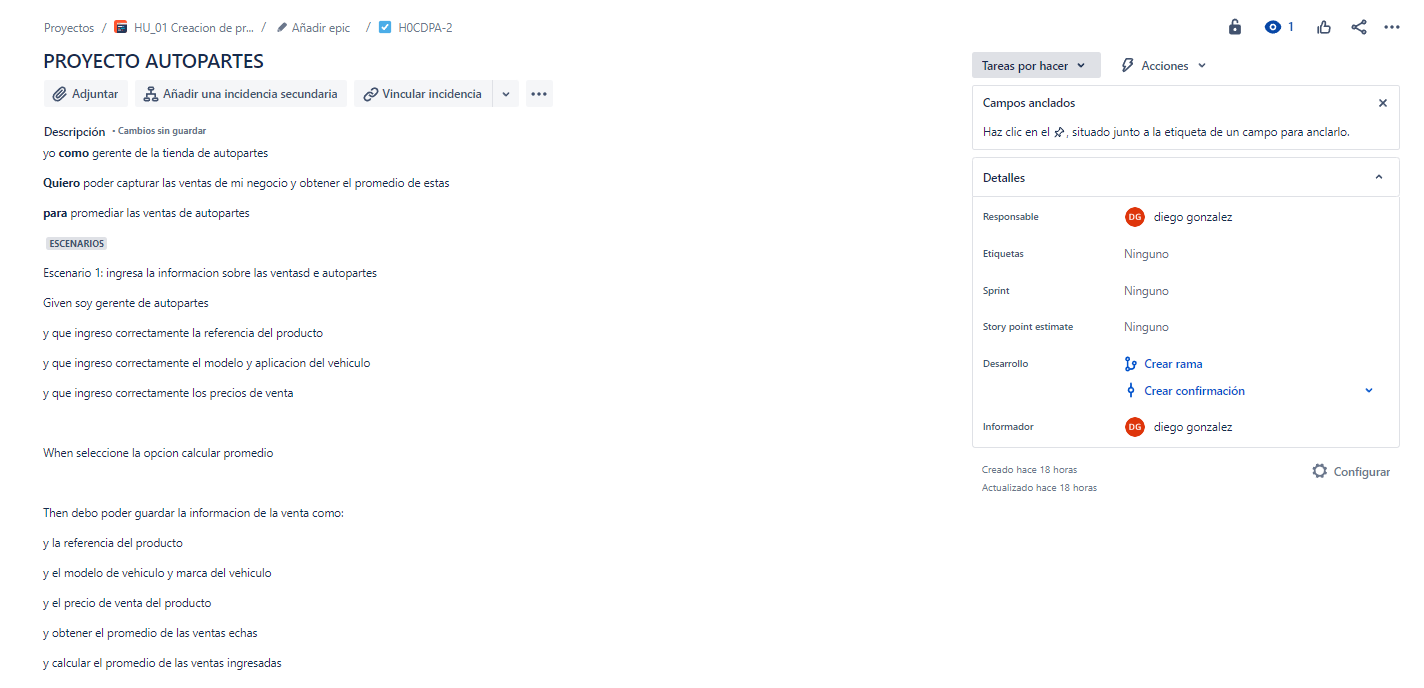 Proyectos / HU_01 Creacion de pr... / Añadir epic / H0CDPA-2
1
PROYECTO AUTOPARTES
Adjuntar
Añadir una incidencia secundaria
Vincular incidencia
Descripción • Cambios sin guardar
yo como gerente de la tienda de autopartes
Quiero poder capturar las ventas de mi negocio y obtener el promedio de estas
para promediar las ventas de autopartes
ESCENARIOS
Escenario 1: ingresa la informacion sobre las ventasd e autopartes
Given soy gerente de autopartes
y que ingreso correctamente la referencia del producto
y que ingreso correctamente el modelo y aplicacion del vehiculo
y que ingreso correctamente los precios de venta
When seleccione la opcion calcular promedio
Then debo poder guardar la informacion de la venta como:
y la referencia del producto
y el modelo de vehiculo y marca del vehiculo
y el precio de venta del producto
y obtener el promedio de las ventas echas
y calcular el promedio de las ventas ingresadas
Tareas por hacer
Acciones
Campos anclados
Haz clic en el , situado junto a la etiqueta de un campo para anclarlo.
Detalles
Responsable
DG diego gonzalez
Etiquetas
Ninguno
Sprint
Ninguno
Story point estimate
Ninguno
Desarrollo
Crear rama
Crear confirmación
Informador
DG diego gonzalez
Creado hace 18 horas
Actualizado hace 18 horas
Configurar